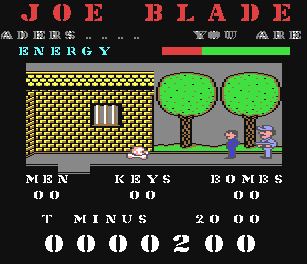 JOE BLADE
ADERS.... YOU ARE
ENERGY
MEN KEYS BOMBS
00 00 00
T MINUS 20 00
0000200